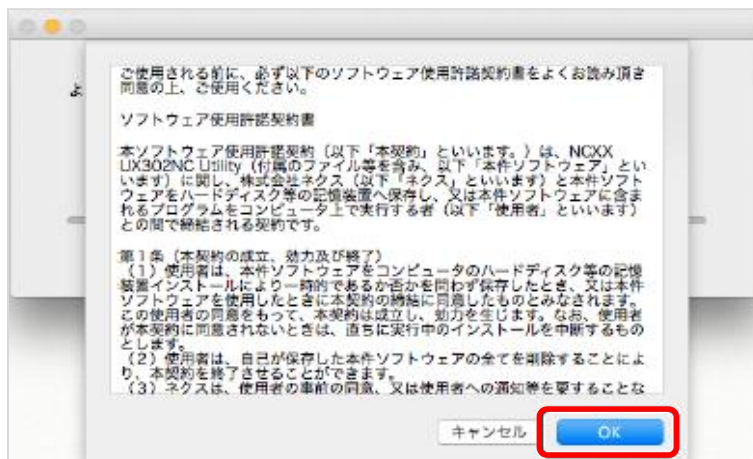 よ
ご使用される前に、必ず以下のソフトウェア使用許諾契約書をよくお読み頂き
同意の上、ご使用ください。
ソフトウェア使用許諾契約書
本ソフトウェア使用許諾契約（以下「本契約」といいます。）は、NCXX
UX302NC Utility（付属のファイル等を含み、以下「本件ソフトウェア」とい
います）に関し、株式会社ネクス（以下「ネクス」といいます）と本件ソフト
ウェアをハードディスク等の記憶装置へ保存し、又は本件ソフトウェアに含ま
れるプログラムをコンピュータ上で実行する者（以下「使用者」といいます）
との間で締結される契約です。
第１条（本契約の成立、効力及び終了）
（１）使用者は、本件ソフトウェアをコンピュータのハードディスク等の記憶
装置インストールにより一時的であるか否かを問わず保存したとき、又は本件
ソフトウェアを使用したときに本契約の締結に同意したものとみなされます。
この使用者の同意をもって、本契約は成立し、効力を生じます。なお、使用者
が本契約に同意されないときは、直ちに実行中のインストールを中断するもの
とします。
（２）使用者は、自己が保存した本件ソフトウェアの全てを削除することによ
り、本契約を終了させることができます。
（３）ネクスは、使用者の事前の同意、又は使用者への通知等を要することな
キャンセル
OK